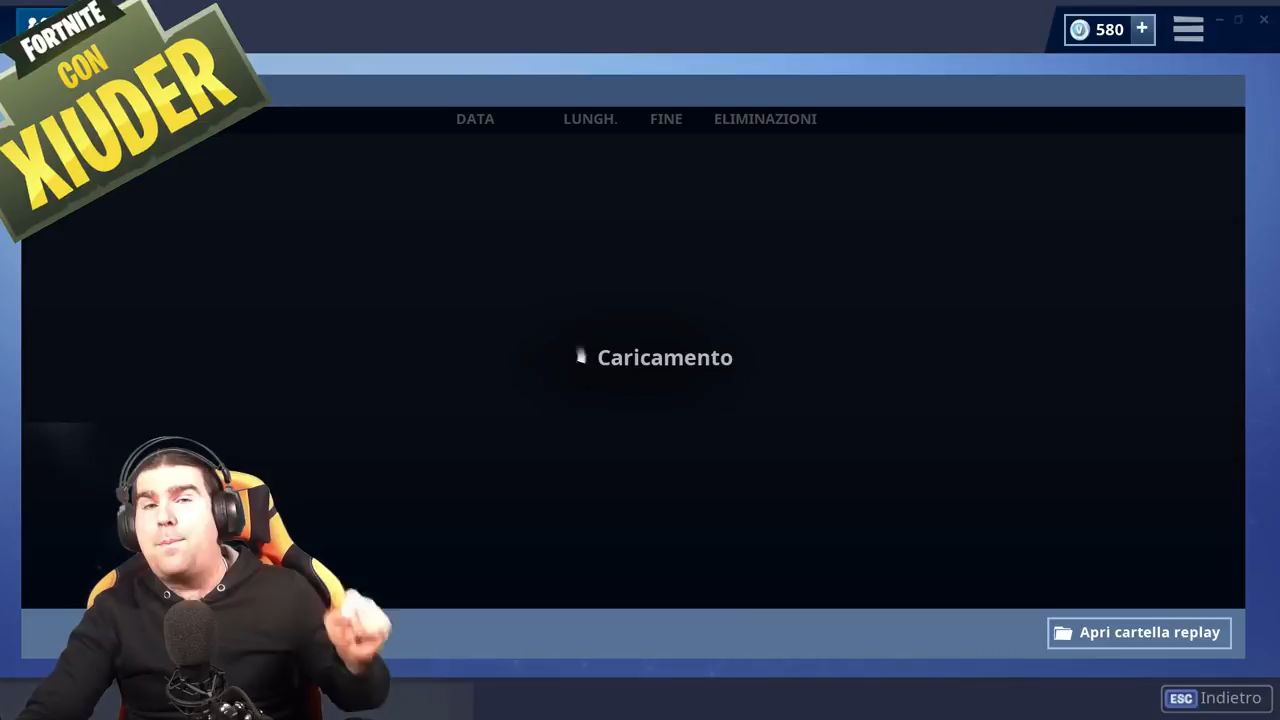 FORTNITE
CON
XIUDER
580 +
DATA LUNGH. FINE ELIMINAZIONI
Caricamento
Apri cartella replay
ESC Indietro